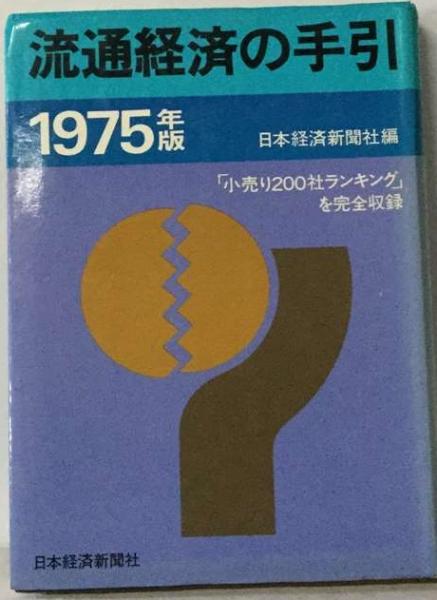 流通経済の手引
1975年版
日本経済新聞社編
「小売り200社ランキング」
を完全収録
日本経済新聞社